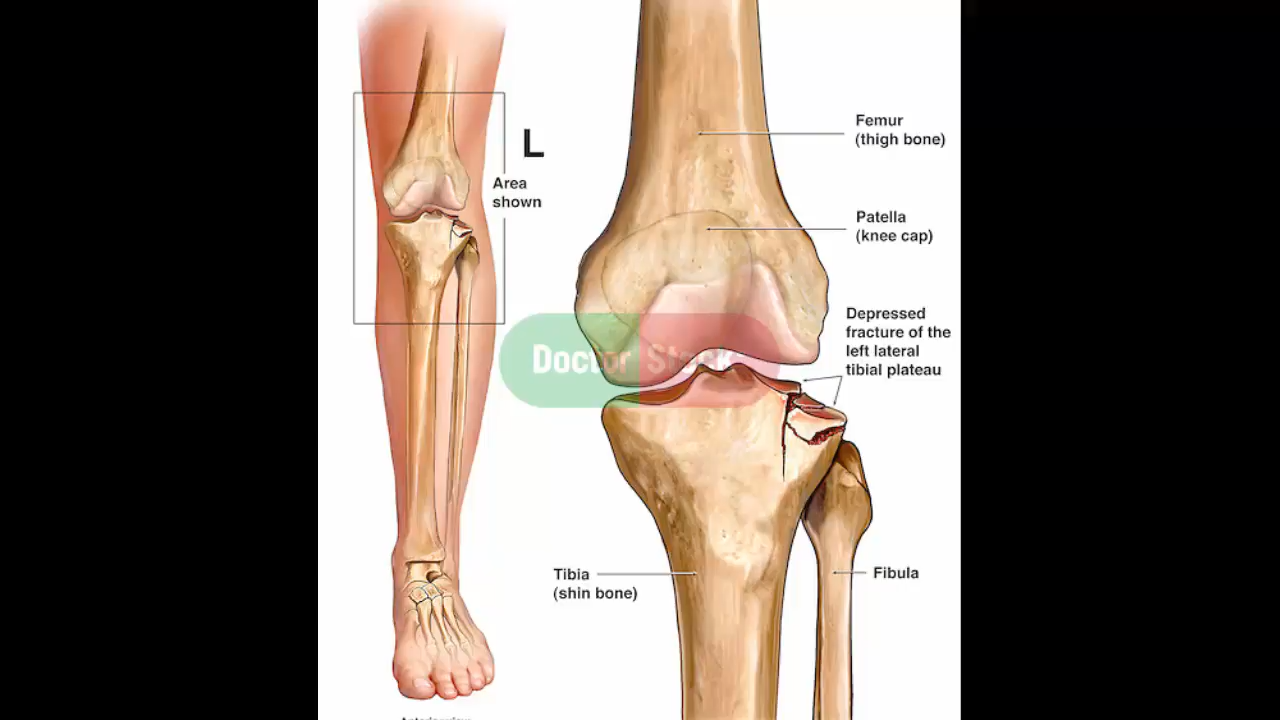 L
Area
shown
Femur
(thigh bone)
Patella
(knee cap)
Depressed
fracture of the
left lateral
tibial plateau
Doctor Stock
Tibia
(shin bone)
Fibula